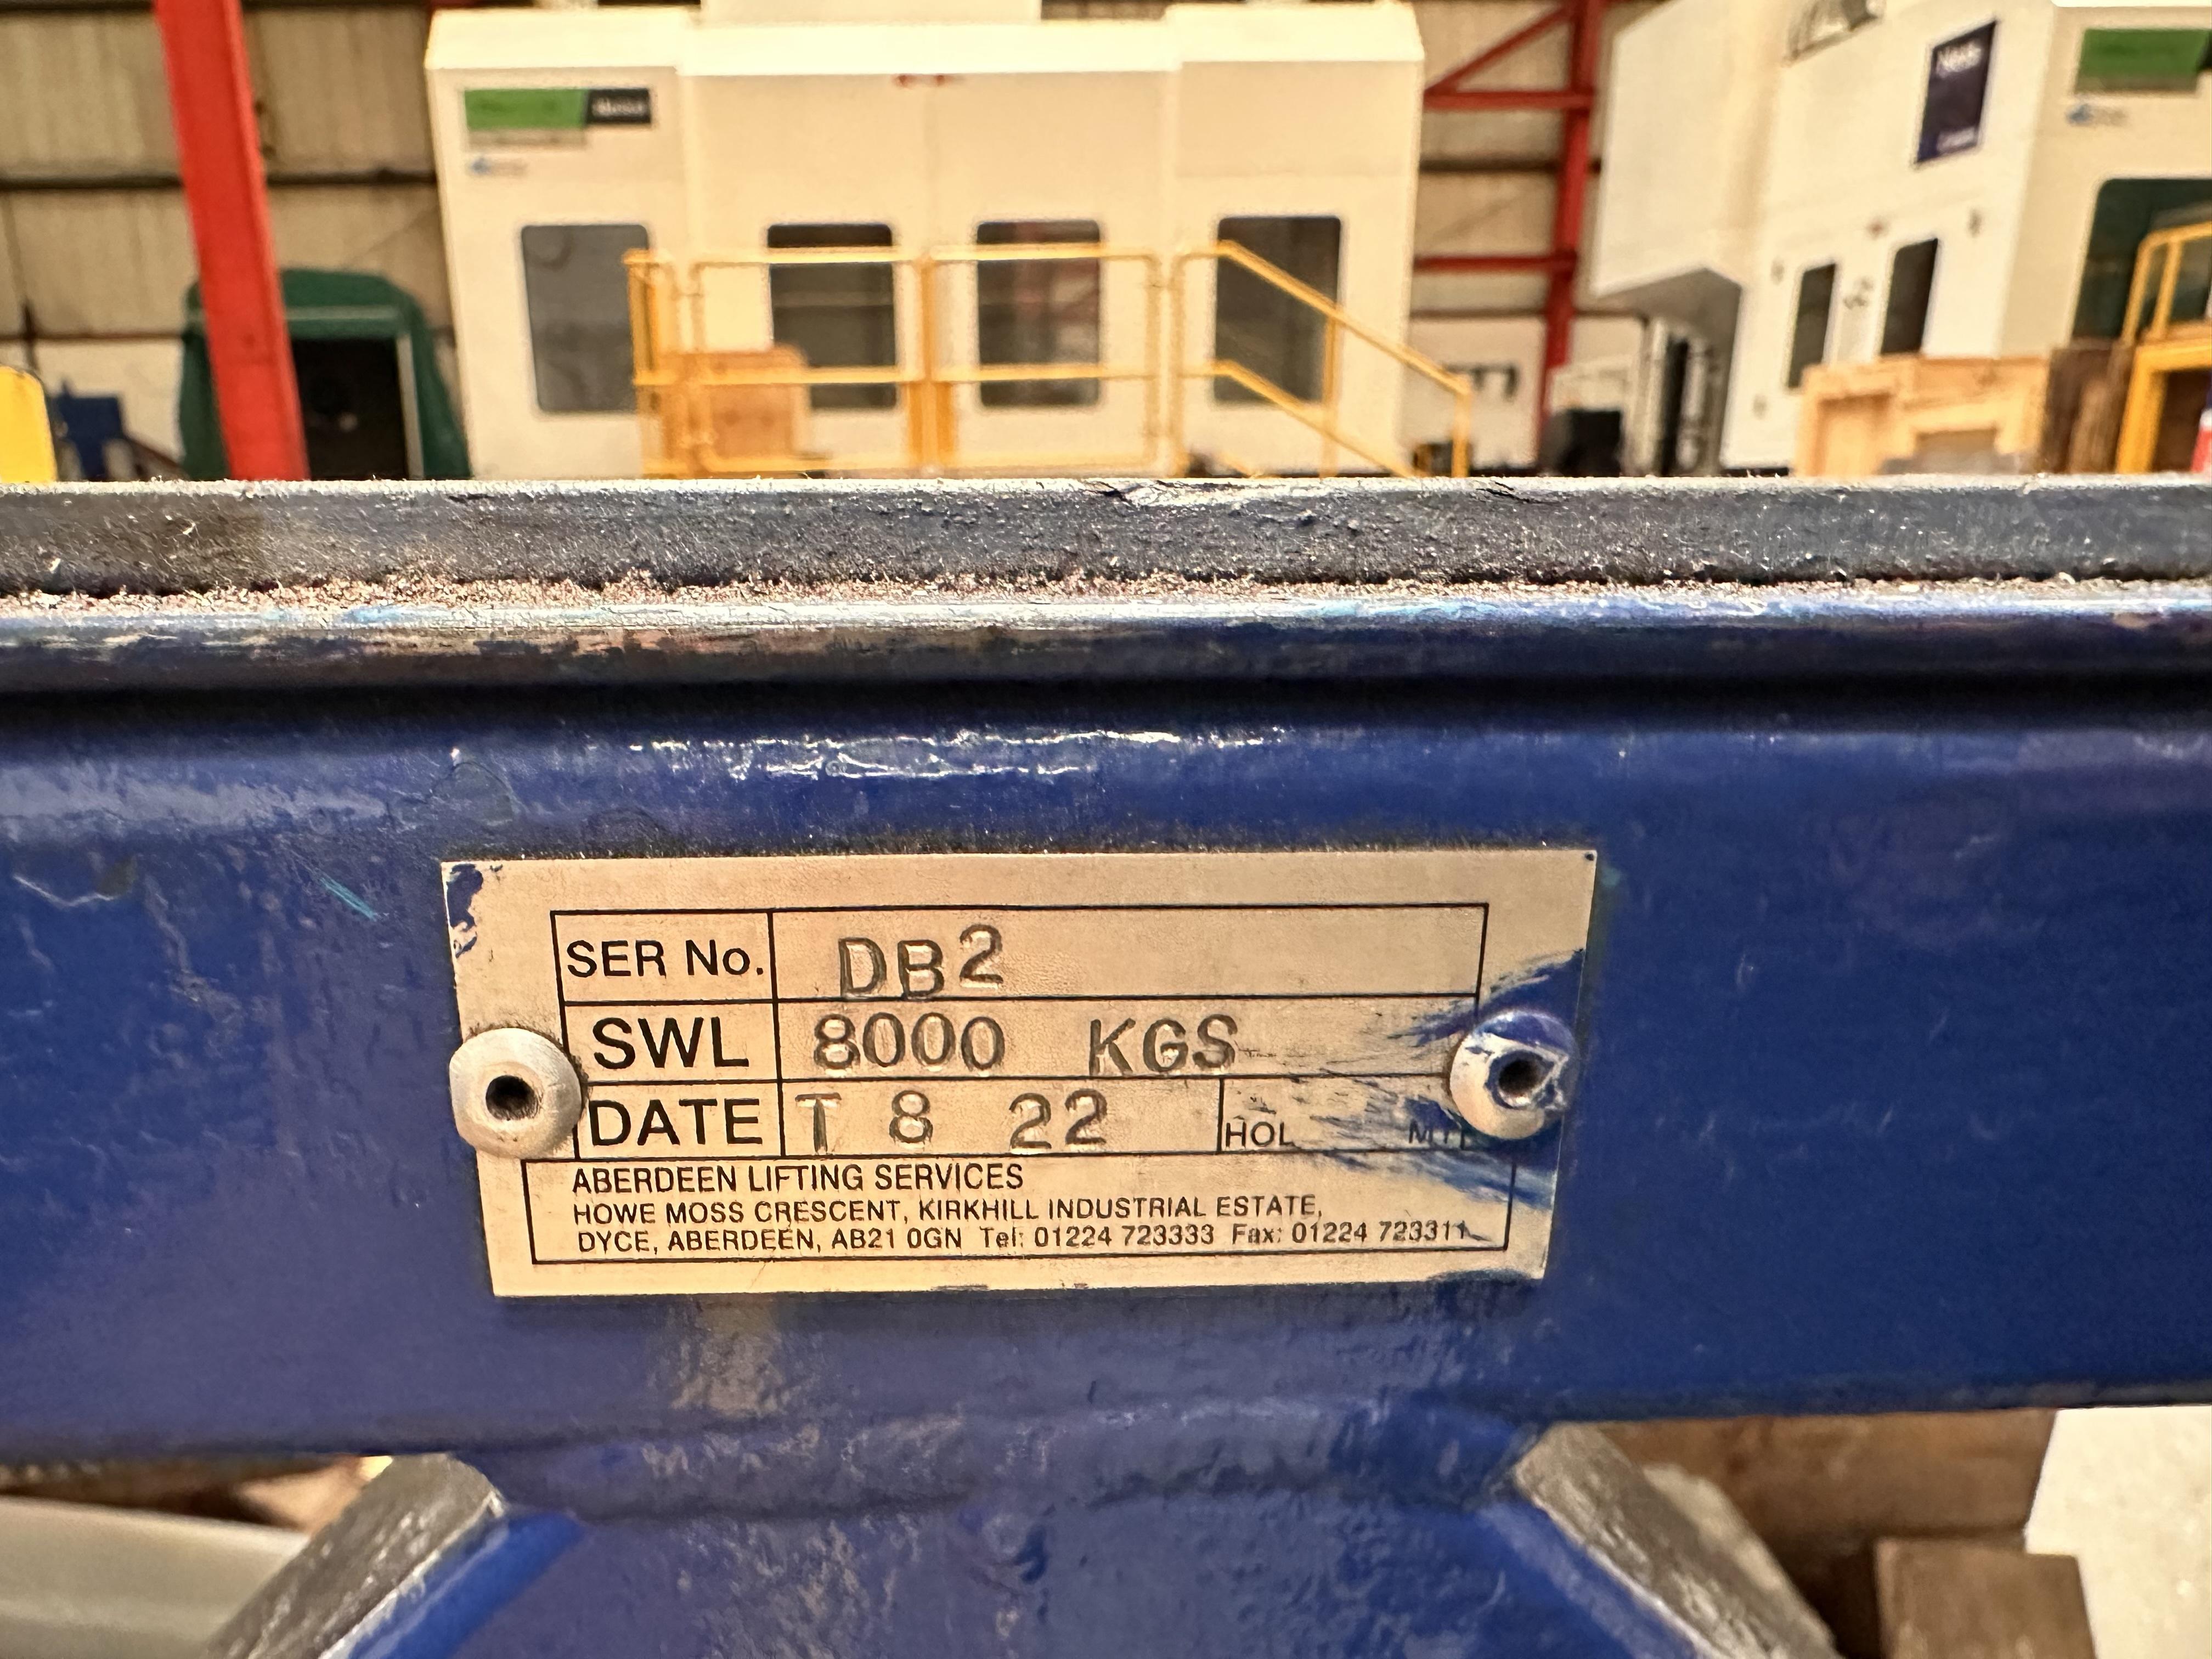 SER No. DB2
SWL 8000 KGS
DATE T 8 22 HOL
ABERDEEN LIFTING SERVICES
HOWE MOSS CRESCENT, KIRKHILL INDUSTRIAL ESTATE,
DYCE, ABERDEEN, AB21 0GN Tel: 01224 723333 Fax: 01224 723311